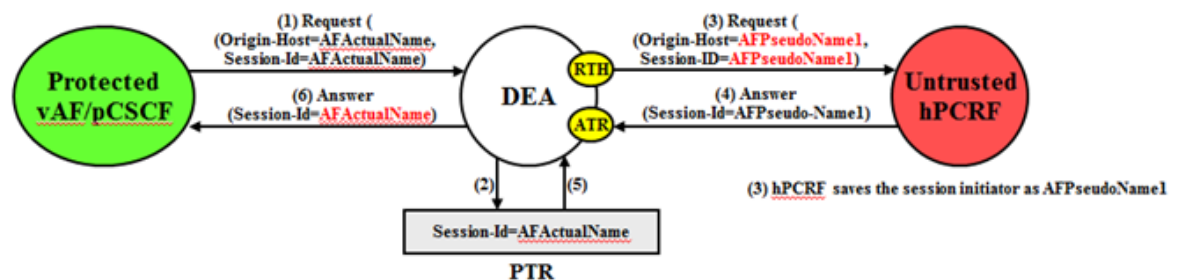 (1) Request (
(Origin-Host=AFActualName,
Session-Id=AFActualName)
(3) Request (
(Origin-Host=AFPseudoName1,
Session-ID=AFPseudoName1)
Protected
vAF/pCSCF
DEA
RTH
ATR
Untrusted
hPCRF
(6) Answer
(Session-Id=AFActualName)
(4) Answer
(Session-Id=AFPseudo-Name1)
(2)
(5)
(3) hPCRF saves the session initiator as AFPseudoName1
Session-Id=AFActualName
PTR